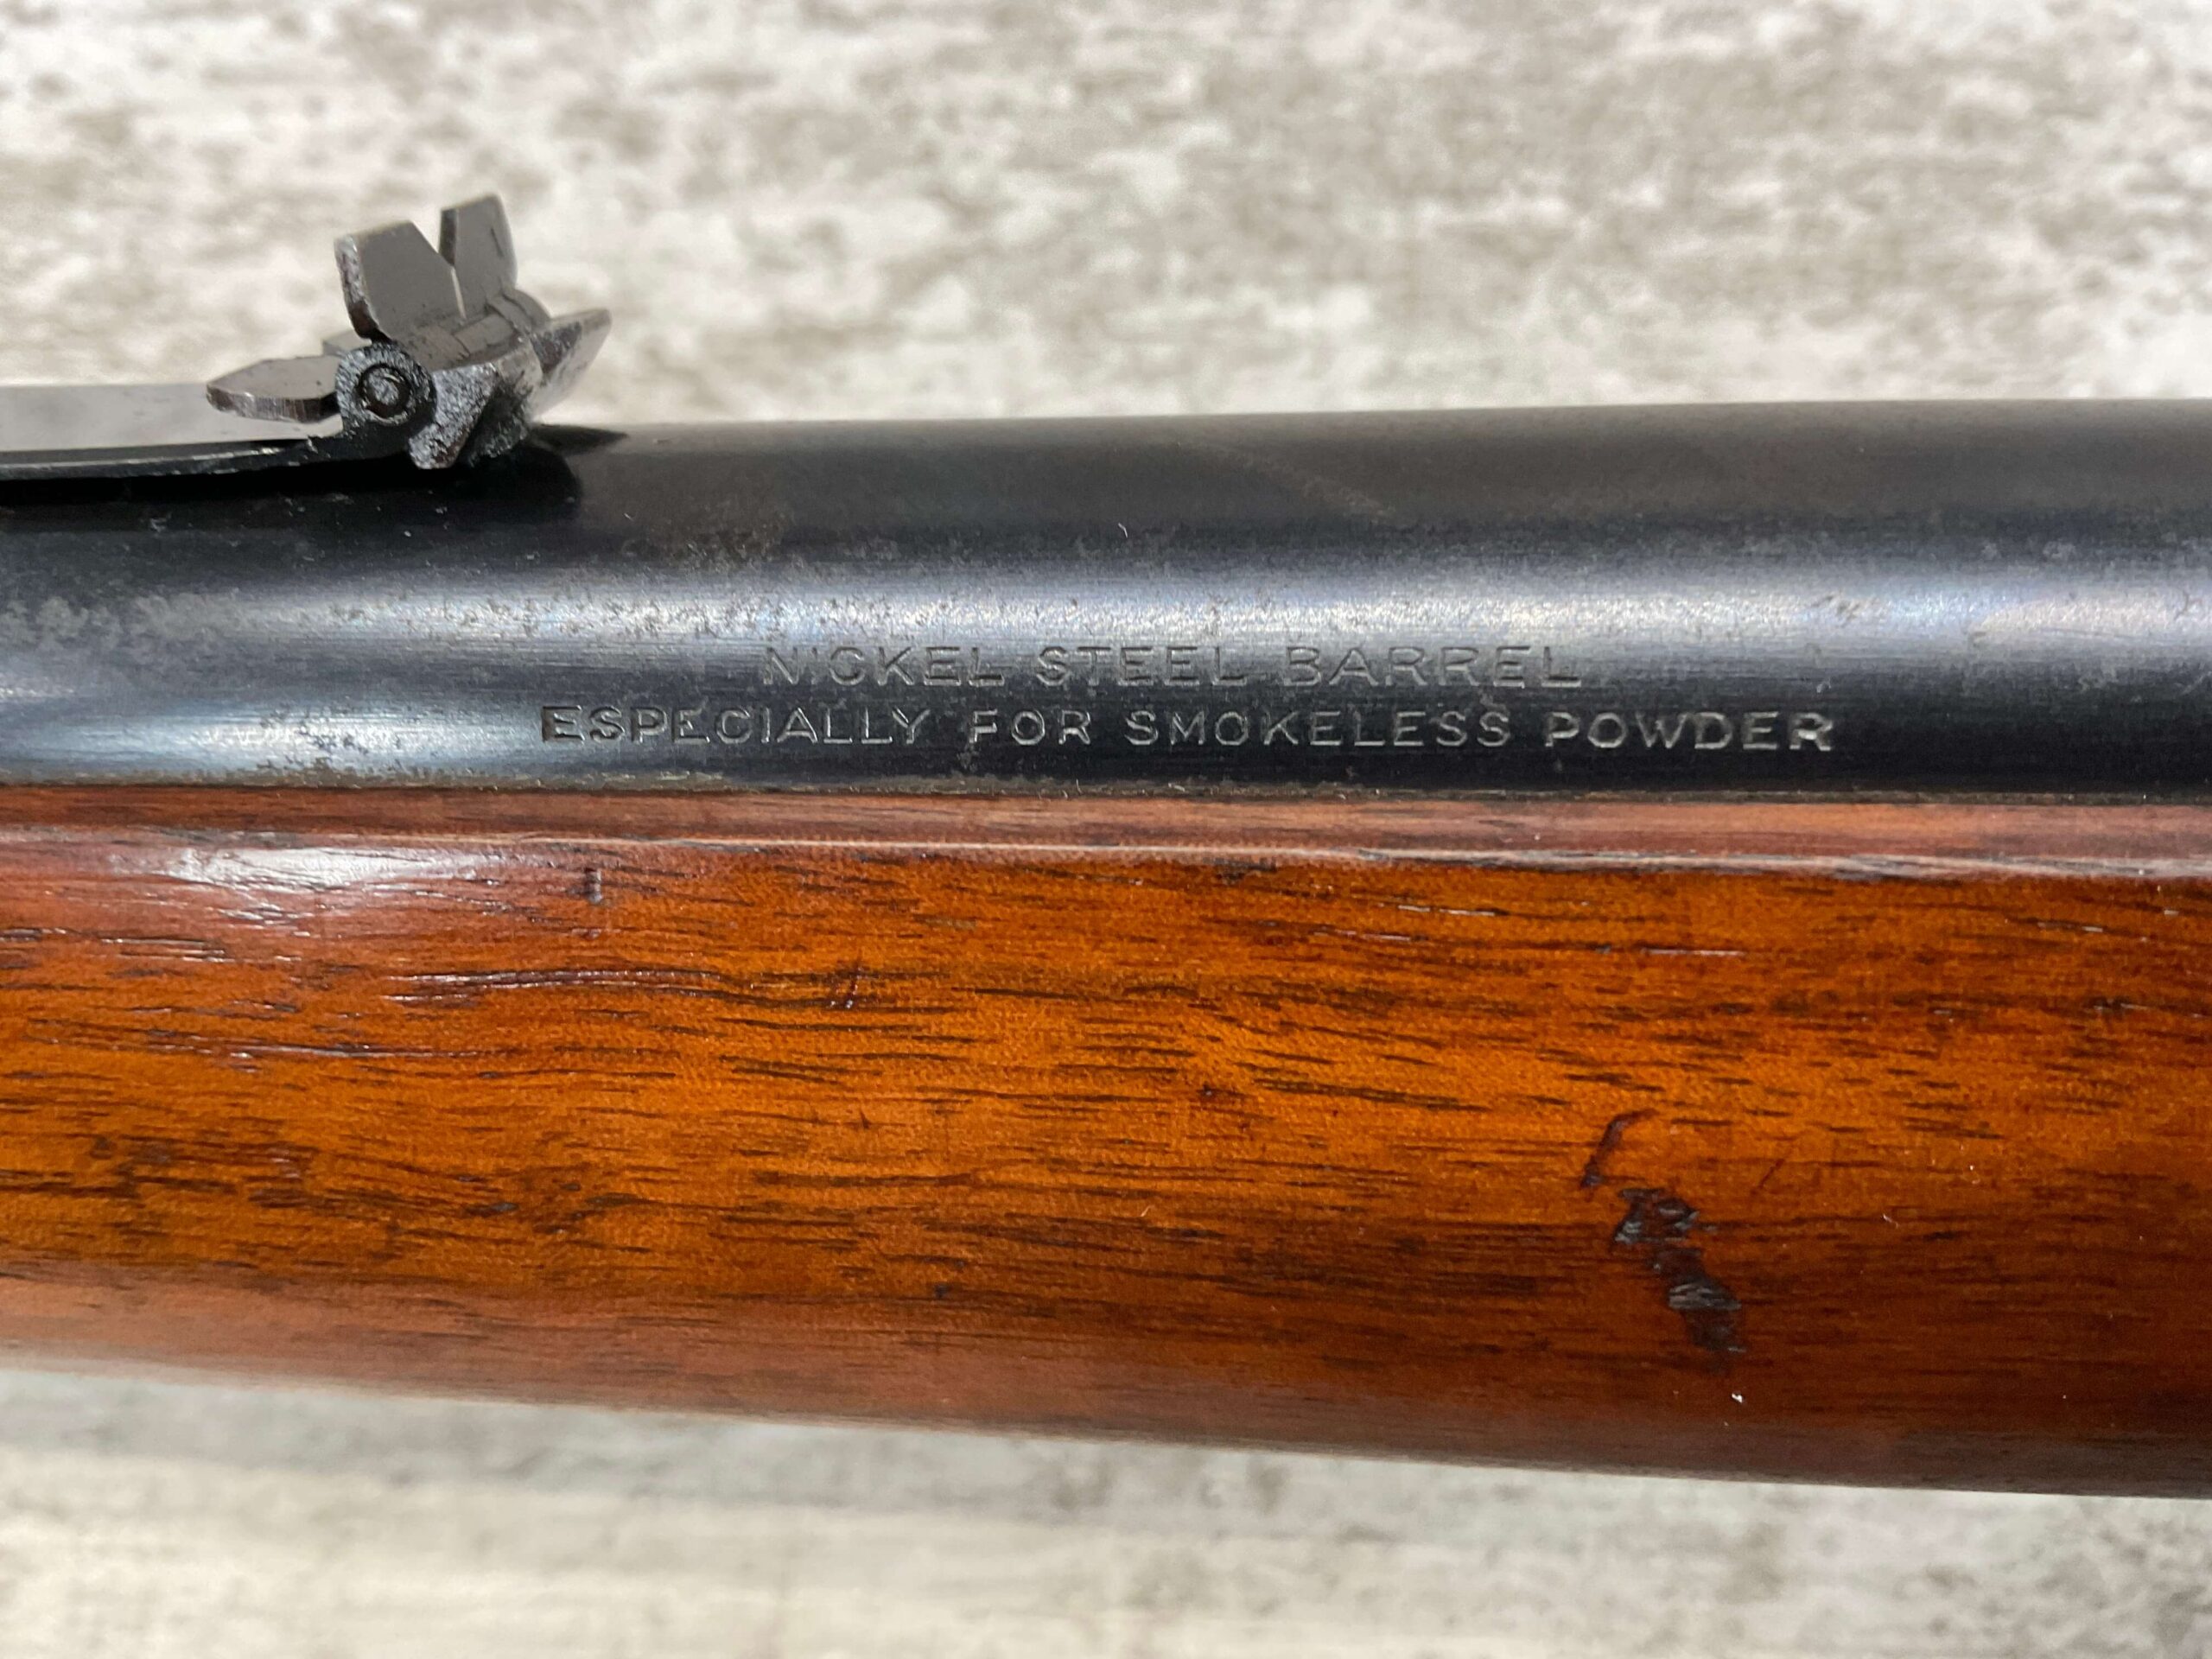 NICKEL STEEL BARREL
ESPECIALLY FOR SMOKELESS POWDER